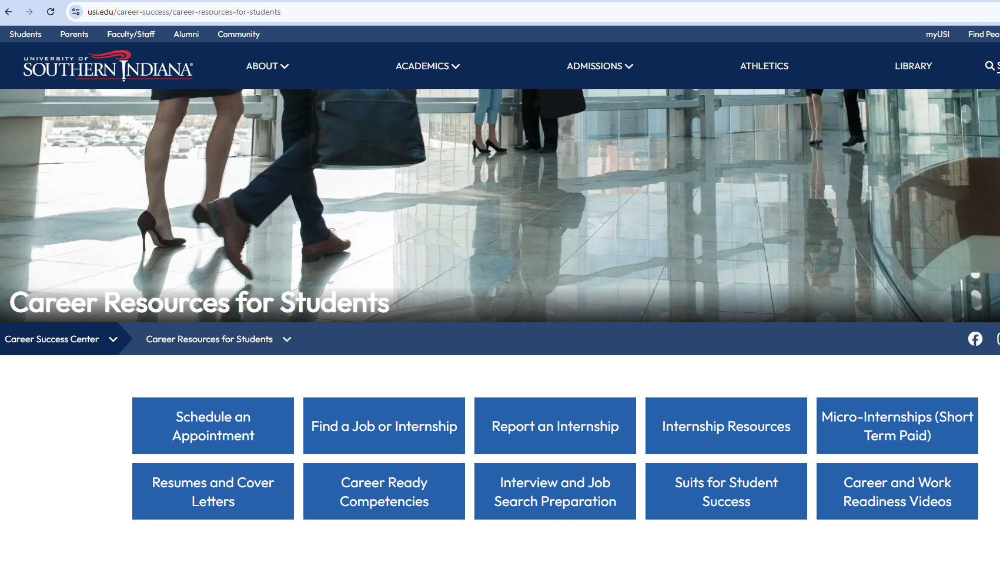 usi.edu/career-success/career-resources-for-students
Students Parents Faculty/Staff Alumni Community myUSI Find
UNIVERSITY OF
SOUTHERN INDIANA®
ABOUT ACADEMICS ADMISSIONS ATHLETICS LIBRARY
Career Resources for Students
Career Success Center Career Resources for Students
Schedule an
Appointment
Find a Job or Internship
Report an Internship
Internship Resources
Micro-Internships (Short
Term Paid)
Resumes and Cover
Letters
Career Ready
Competencies
Interview and Job
Search Preparation
Suits for Student
Success
Career and Work
Readiness Videos